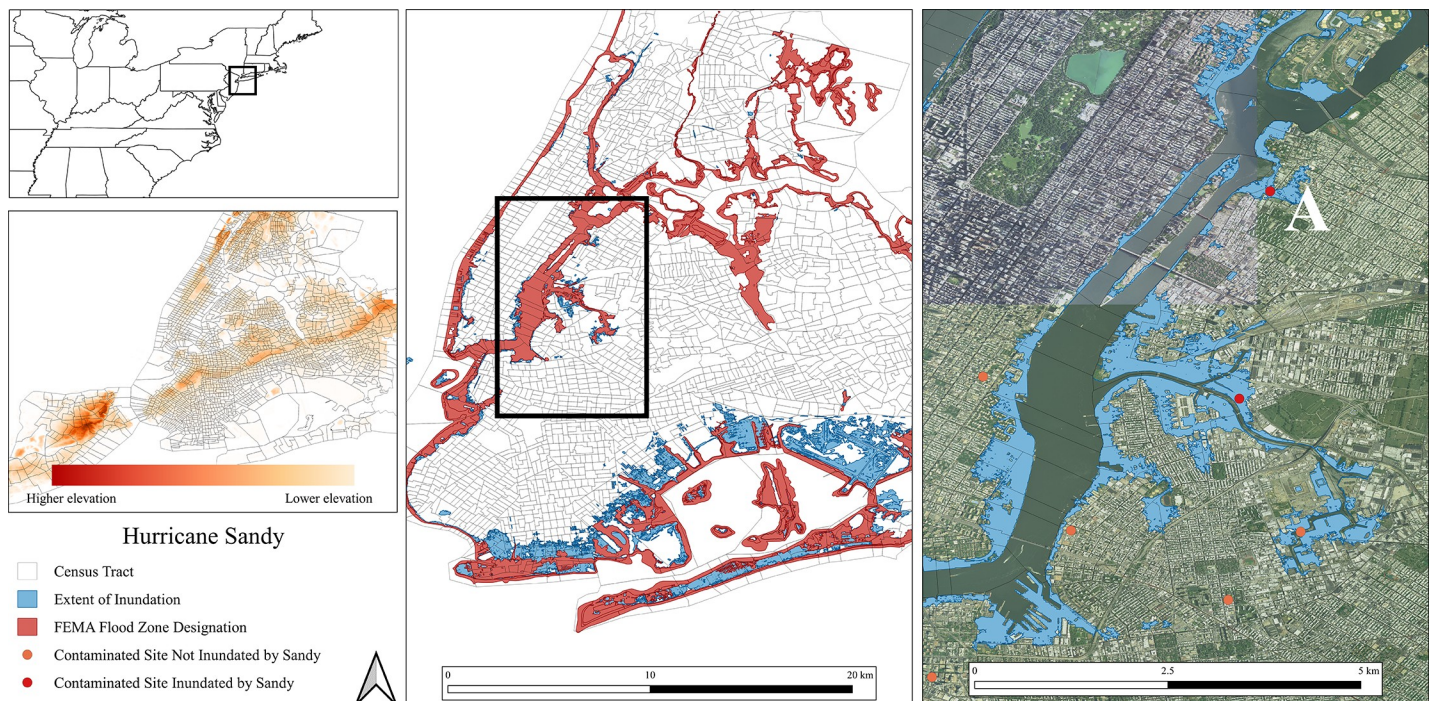 Higher elevation
Lower elevation
Hurricane Sandy
Census Tract
Extent of Inundation
FEMA Flood Zone Designation
Contaminated Site Not Inundated by Sandy
Contaminated Site Inundated by Sandy
0 10 20 km
A
0 2.5 5 km